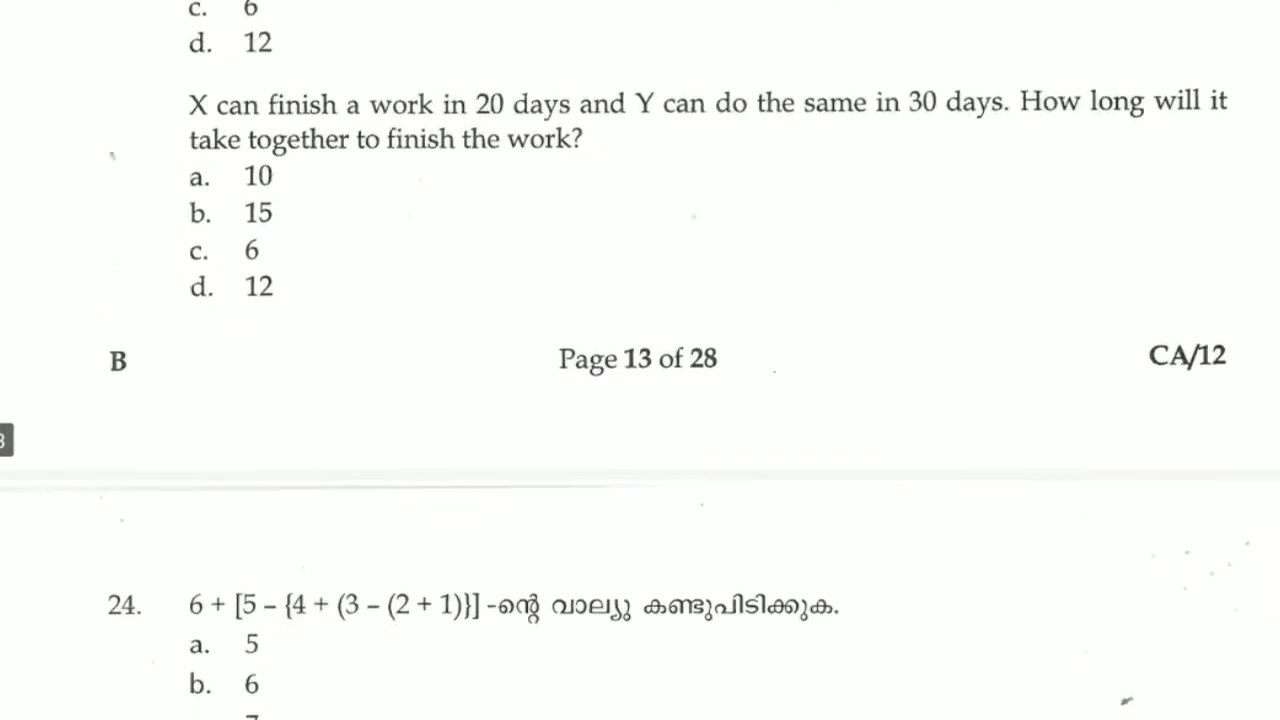 c. 6
d. 12
X can finish a work in 20 days and Y can do the same in 30 days. How long will it
take together to finish the work?
a. 10
b. 15
c. 6
d. 12
B Page 13 of 28 CA/12
24. 6 + [5 – {4 + (3 – (2 + 1)}] -ന്റെ വാല്യു കണ്ടുപിടിക്കുക.
a. 5
b. 6